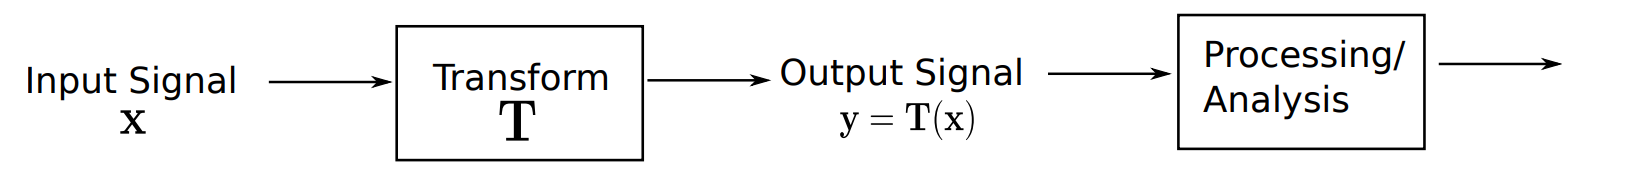 Input Signal
x
Transform
T
Output Signal
y = T(x)
Processing/
Analysis